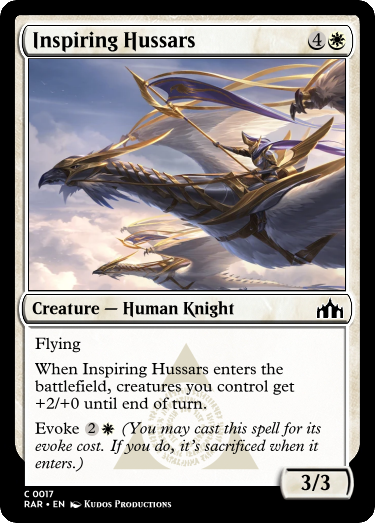 Inspiring Hussars 4
Creature — Human Knight
Flying
When Inspiring Hussars enters the
battlefield, creatures you control get
+2/+0 until end of turn.
Evoke 2 (You may cast this spell for its
evoke cost. If you do, it's sacrificed when it
enters.)
3/3
C 0017
RAR • EN Kudos Productions